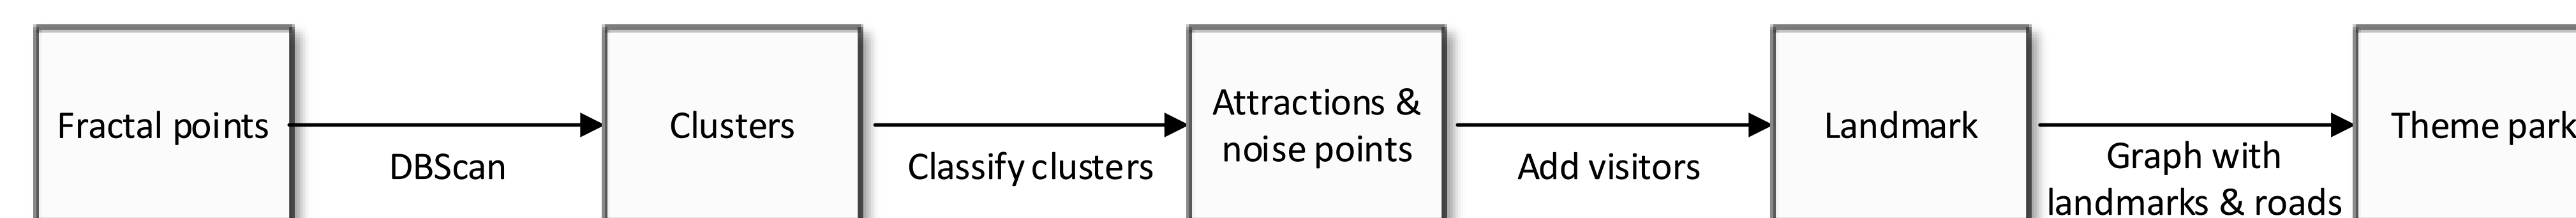 Fractal points
DBScan
Clusters
Classify clusters
Attractions &
noise points
Add visitors
Landmark
Graph with
landmarks & roads
Theme park